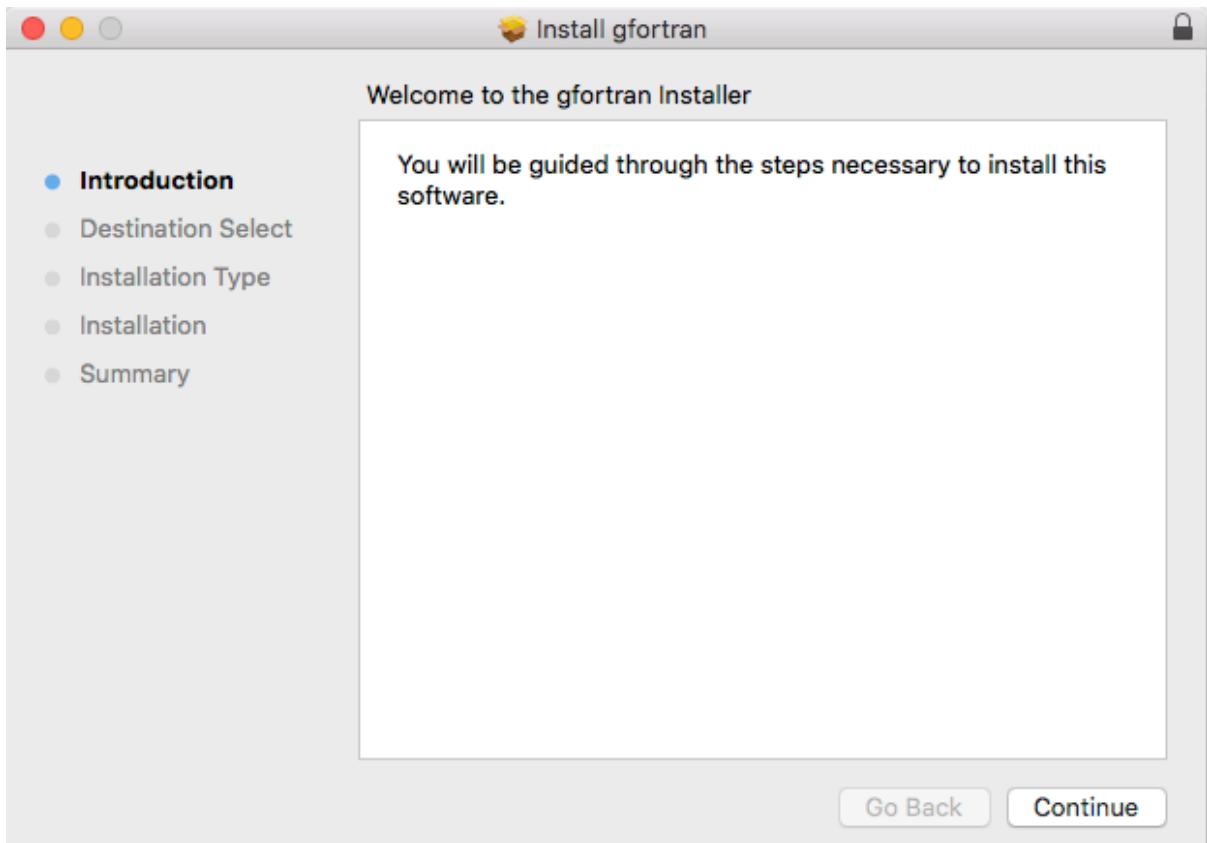 Install gfortran
Welcome to the gfortran Installer
You will be guided through the steps necessary to install this
software.
Introduction
Destination Select
Installation Type
Installation
Summary
Go Back
Continue